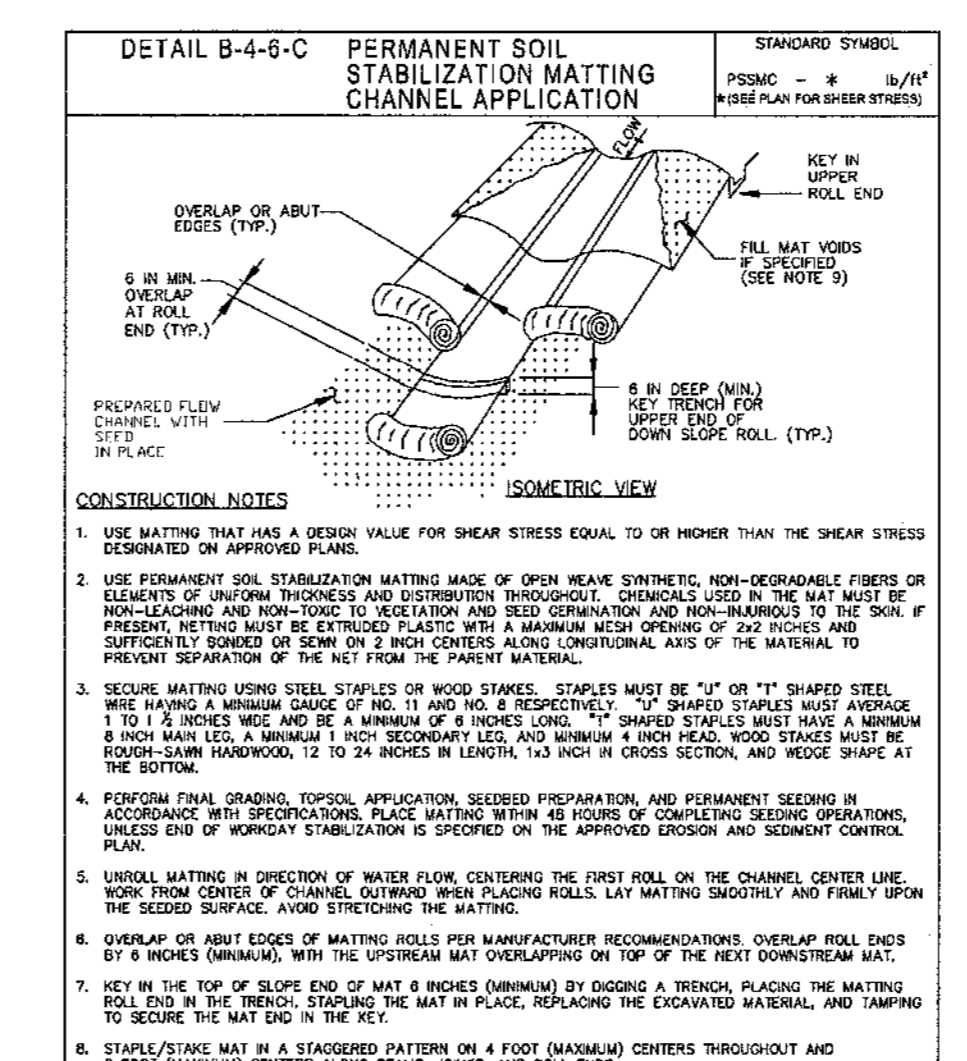 DETAIL B-4-6-C
PERMANENT SOIL
STABILIZATION MATTING
CHANNEL APPLICATION
STANDARD SYMBOL
PSSMC - * lb/ft²
*(SEE PLAN FOR SHEER STRESS)
FLOW
KEY IN
UPPER
ROLL END
OVERLAP OR ABUT
EDGES (TYP.)
FILL MAT VOIDS
IF SPECIFIED
(SEE NOTE 9)
6 IN MIN.
OVERLAP
AT ROLL
END (TYP.)
6 IN DEEP (MIN.)
KEY TRENCH FOR
UPPER END OF
DOWN SLOPE ROLL. (TYP.)
PREPARED FLOW
CHANNEL WITH
SEED
IN PLACE
ISOMETRIC VIEW
CONSTRUCTION NOTES
1. USE MATTING THAT HAS A DESIGN VALUE FOR SHEAR STRESS EQUAL TO OR HIGHER THAN THE SHEAR STRESS
DESIGNATED ON APPROVED PLANS.
2. USE PERMANENT SOIL STABILIZATION MATTING MADE OF OPEN WEAVE SYNTHETIC, NON-DEGRADABLE FIBERS OR
ELEMENTS OF UNIFORM THICKNESS AND DISTRIBUTION THROUGHOUT. CHEMICALS USED IN THE MAT MUST BE
NON-LEACHING AND NON-TOXIC TO VEGETATION AND SEED GERMINATION AND NON-INJURIOUS TO THE SKIN. IF
PRESENT, NETTING MUST BE EXTRUDED PLASTIC WITH A MAXIMUM MESH OPENING OF 2x2 INCHES AND
SUFFICIENTLY BONDED OR SEWN ON 2 INCH CENTERS ALONG LONGITUDINAL AXIS OF THE MATERIAL TO
PREVENT SEPARATION OF THE NET FROM THE PARENT MATERIAL.
3. SECURE MATTING USING STEEL STAPLES OR WOOD STAKES. STAPLES MUST BE "U" OR "T" SHAPED STEEL
WIRE HAVING A MINIMUM GAUGE OF NO. 11 AND NO. 8 RESPECTIVELY. "U" SHAPED STAPLES MUST AVERAGE
1 TO 1 ½ INCHES WIDE AND BE A MINIMUM OF 6 INCHES LONG. "T" SHAPED STAPLES MUST HAVE A MINIMUM
8 INCH MAIN LEG, A MINIMUM 1 INCH SECONDARY LEG, AND MINIMUM 4 INCH HEAD. WOOD STAKES MUST BE
ROUGH-SAWN HARDWOOD, 12 TO 24 INCHES IN LENGTH, 1x3 INCH IN CROSS SECTION, AND WEDGE SHAPE AT
THE BOTTOM.
4. PERFORM FINAL GRADING, TOPSOIL APPLICATION, SEEDBED PREPARATION, AND PERMANENT SEEDING IN
ACCORDANCE WITH SPECIFICATIONS. PLACE MATTING WITHIN 48 HOURS OF COMPLETING SEEDING OPERATIONS,
UNLESS END OF WORKDAY STABILIZATION IS SPECIFIED ON THE APPROVED EROSION AND SEDIMENT CONTROL
PLAN.
5. UNROLL MATTING IN DIRECTION OF WATER FLOW, CENTERING THE FIRST ROLL ON THE CHANNEL CENTER LINE.
WORK FROM CENTER OF CHANNEL OUTWARD WHEN PLACING ROLLS. LAY MATTING SMOOTHLY AND FIRMLY UPON
THE SEEDED SURFACE. AVOID STRETCHING THE MATTING.
6. OVERLAP OR ABUT EDGES OF MATTING ROLLS PER MANUFACTURER RECOMMENDATIONS. OVERLAP ROLL ENDS
BY 6 INCHES (MINIMUM), WITH THE UPSTREAM MAT OVERLAPPING ON TOP OF THE NEXT DOWNSTREAM MAT.
7. KEY IN THE TOP OF SLOPE END OF MAT 6 INCHES (MINIMUM) BY DIGGING A TRENCH, PLACING THE MATTING
ROLL END IN THE TRENCH, STAPLING THE MAT IN PLACE, REPLACING THE EXCAVATED MATERIAL, AND TAMPING
TO SECURE THE MAT END IN THE KEY.
8. STAPLE/STAKE MAT IN A STAGGERED PATTERN ON 4 FOOT (MAXIMUM) CENTERS THROUGHOUT AND